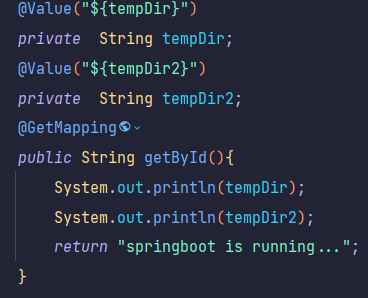 @Value("${tempDir}")
private  String tempDir;
@Value("${tempDir2}")
private  String tempDir2;
@GetMapping
public String getById(){
    System.out.println(tempDir);
    System.out.println(tempDir2);
    return "springboot is running...";
}